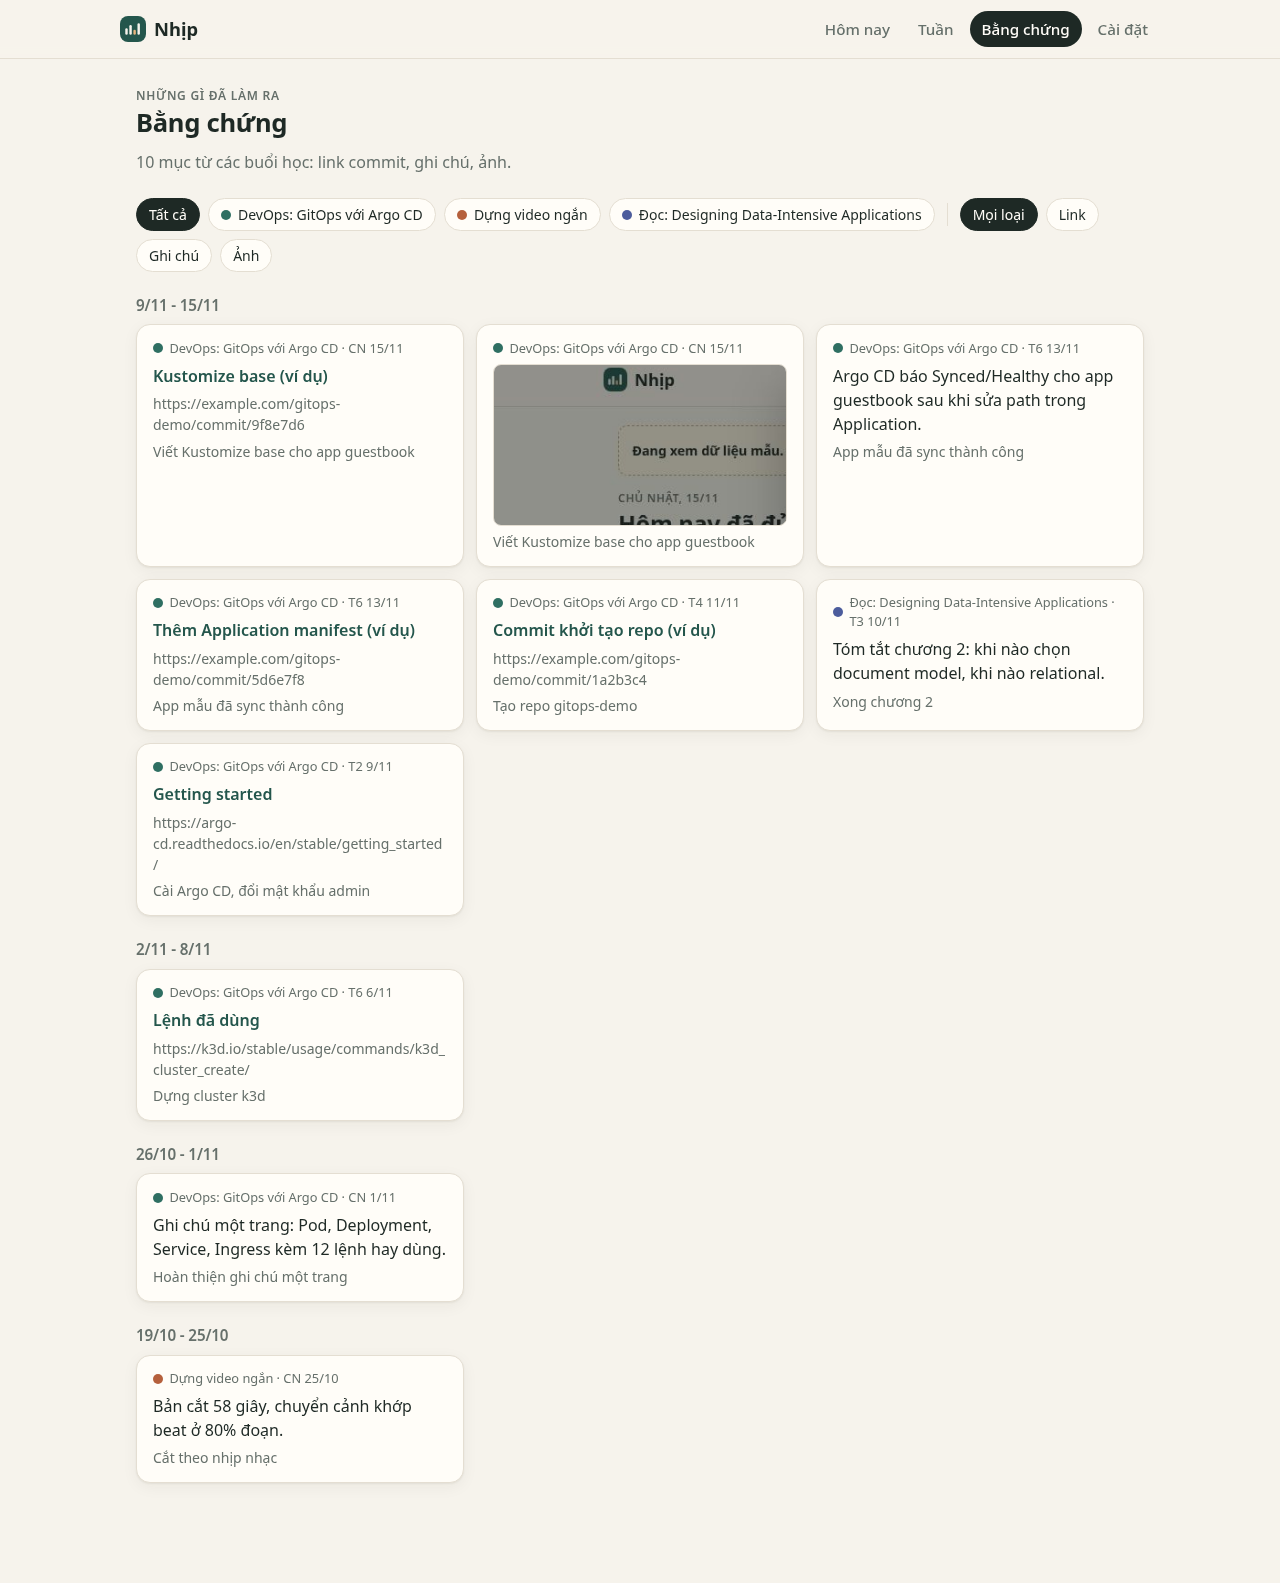 Nhịp
Hôm nay
Tuần
Bằng chứng
Cài đặt
NHỮNG GÌ ĐÃ LÀM RA
Bằng chứng
10 mục từ các buổi học: link commit, ghi chú, ảnh.
Tất cả
DevOps: GitOps với Argo CD
Dựng video ngắn
Đọc: Designing Data-Intensive Applications
Mọi loại
Link
Ghi chú
Ảnh
9/11 - 15/11
DevOps: GitOps với Argo CD · CN 15/11
Kustomize base (ví dụ)
https://example.com/gitops-
demo/commit/9f8e7d6
Viết Kustomize base cho app guestbook
DevOps: GitOps với Argo CD · CN 15/11
Nhịp
Đang xem dữ liệu mẫu.
CHỦ NHẬT, 15/11
Hôm nay đã đủ
Viết Kustomize base cho app guestbook
DevOps: GitOps với Argo CD · T6 13/11
Argo CD báo Synced/Healthy cho app
guestbook sau khi sửa path trong
Application.
App mẫu đã sync thành công
DevOps: GitOps với Argo CD · T6 13/11
Thêm Application manifest (ví dụ)
https://example.com/gitops-
demo/commit/5d6e7f8
App mẫu đã sync thành công
DevOps: GitOps với Argo CD · T4 11/11
Commit khởi tạo repo (ví dụ)
https://example.com/gitops-
demo/commit/1a2b3c4
Tạo repo gitops-demo
Đọc: Designing Data-Intensive Applications ·
T3 10/11
Tóm tắt chương 2: khi nào chọn
document model, khi nào relational.
Xong chương 2
DevOps: GitOps với Argo CD · T2 9/11
Getting started
https://argo-
cd.readthedocs.io/en/stable/getting_started
/
Cài Argo CD, đổi mật khẩu admin
2/11 - 8/11
DevOps: GitOps với Argo CD · T6 6/11
Lệnh đã dùng
https://k3d.io/stable/usage/commands/k3d_
cluster_create/
Dựng cluster k3d
26/10 - 1/11
DevOps: GitOps với Argo CD · CN 1/11
Ghi chú một trang: Pod, Deployment,
Service, Ingress kèm 12 lệnh hay dùng.
Hoàn thiện ghi chú một trang
19/10 - 25/10
Dựng video ngắn · CN 25/10
Bản cắt 58 giây, chuyển cảnh khớp
beat ở 80% đoạn.
Cắt theo nhịp nhạc